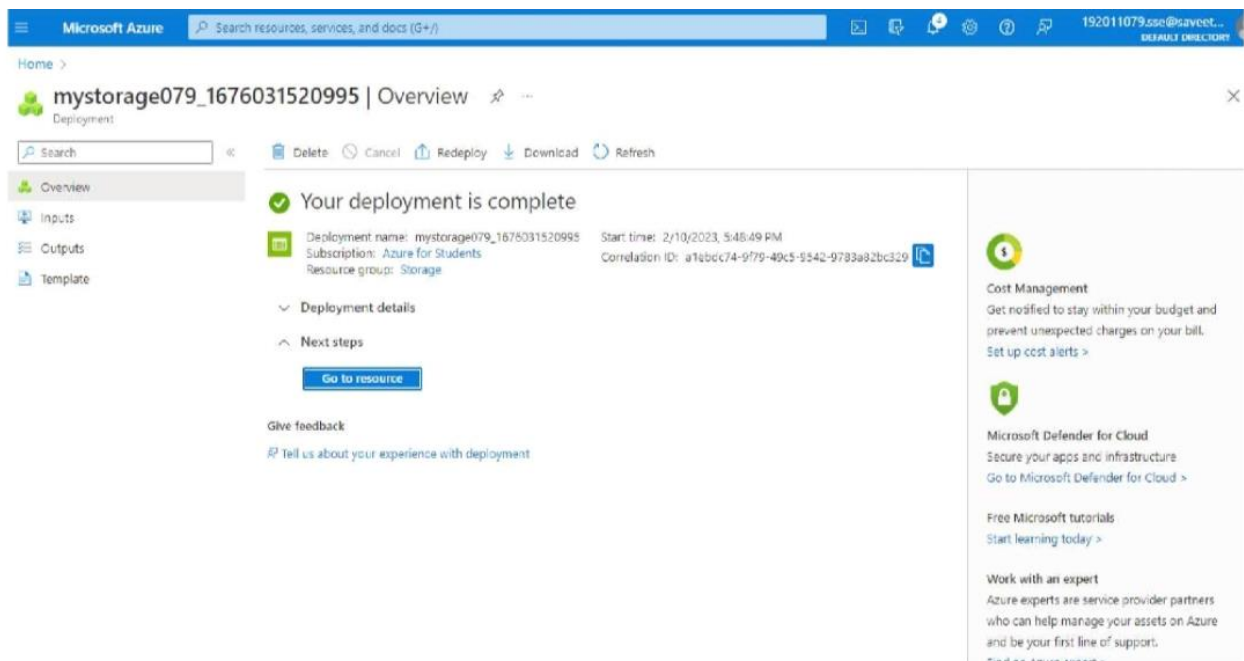 Microsoft Azure
Search resources, services, and docs (G+/)
4
192011079.sse@saveet...
DEFAULT DIRECTORY
Home >
mystorage079_1676031520995 | Overview
Deployment
Search
Delete Cancel Redeploy Download Refresh
Overview
Inputs
Outputs
Template
Your deployment is complete
Deployment name: mystorage079_1676031520995
Subscription: Azure for Students
Resource group: Storage
Start time: 2/10/2023, 5:48:49 PM
Correlation ID: a1ebdc74-9f79-49c5-5542-9783a82bc329
Deployment details
Next steps
Go to resource
Give feedback
Tell us about your experience with deployment
Cost Management
Get notified to stay within your budget and
prevent unexpected charges on your bill.
Set up cost alerts >
Microsoft Defender for Cloud
Secure your apps and infrastructure
Go to Microsoft Defender for Cloud >
Free Microsoft tutorials
Start learning today >
Work with an expert
Azure experts are service provider partners
who can help manage your assets on Azure
and be your first line of support.
Find an Azure expert >